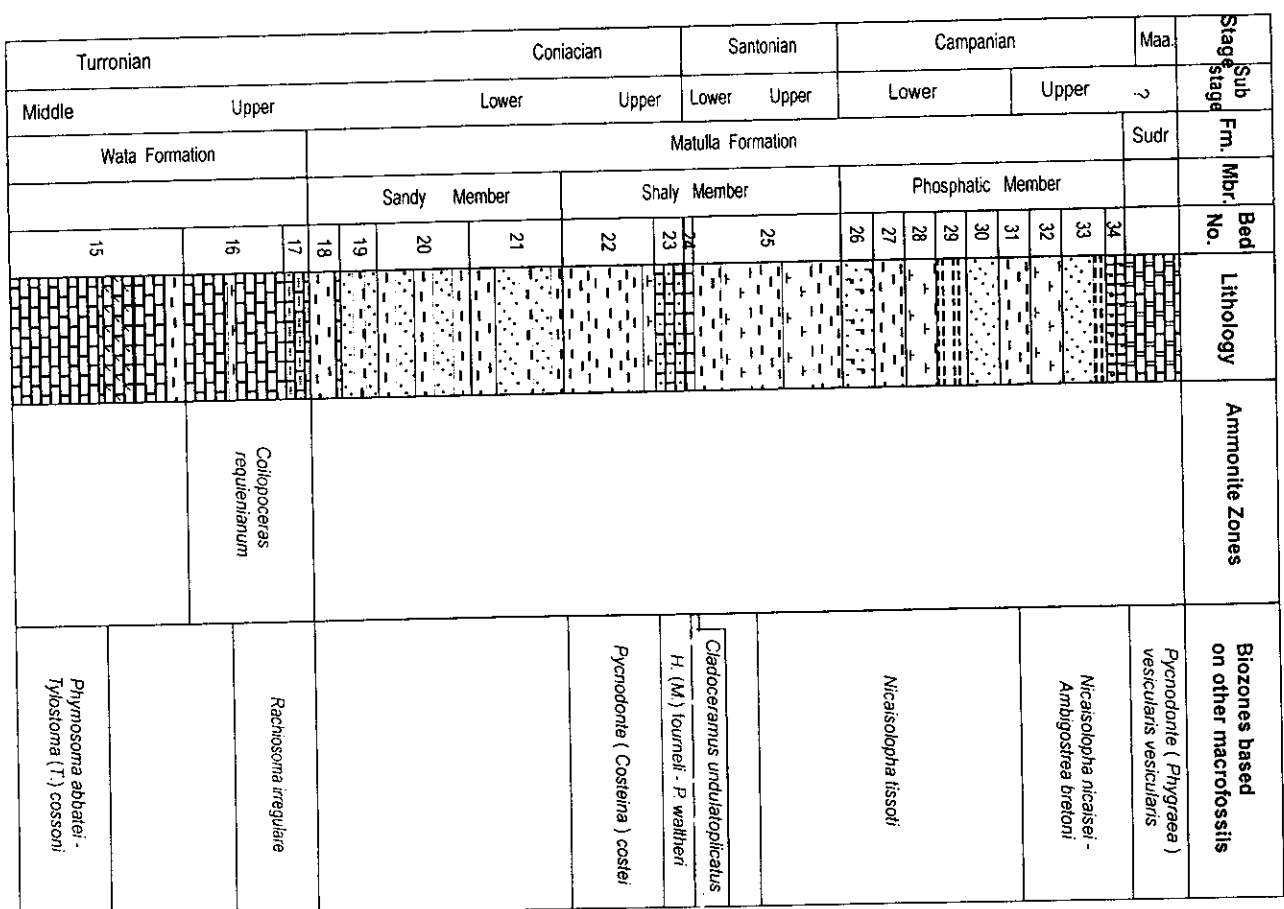 Stage
Sub
stage
Fm.
Mbr.
Bed
No.
Lithology
Ammonite Zones
Biozones based
on other macrofossils
Turronian
Coniacian
Santonian
Campanian
Maa.
Middle
Upper
Lower
Upper
Lower
Upper
Lower
Upper
?
Wata Formation
Matulla Formation
Sudr
Sandy Member
Shaly Member
Phosphatic Member
15
16
17
18
19
20
21
22
23
24
25
26
27
28
29
30
31
32
33
34
Coilopoceras
requienianum
Phymosoma abbatei -
Tylostoma (T.) cossoni
Rachiosoma irregulare
Pycnodonte ( Costeina ) costei
H. (M.) fourneli - P. waltheri
Cladoceramus undulatoplicatus
Nicaisolopha tissoti
Nicaisolopha nicaisei -
Ambigostrea bretoni
Pycnodonte ( Phygraea )
vesicularis vesicularis